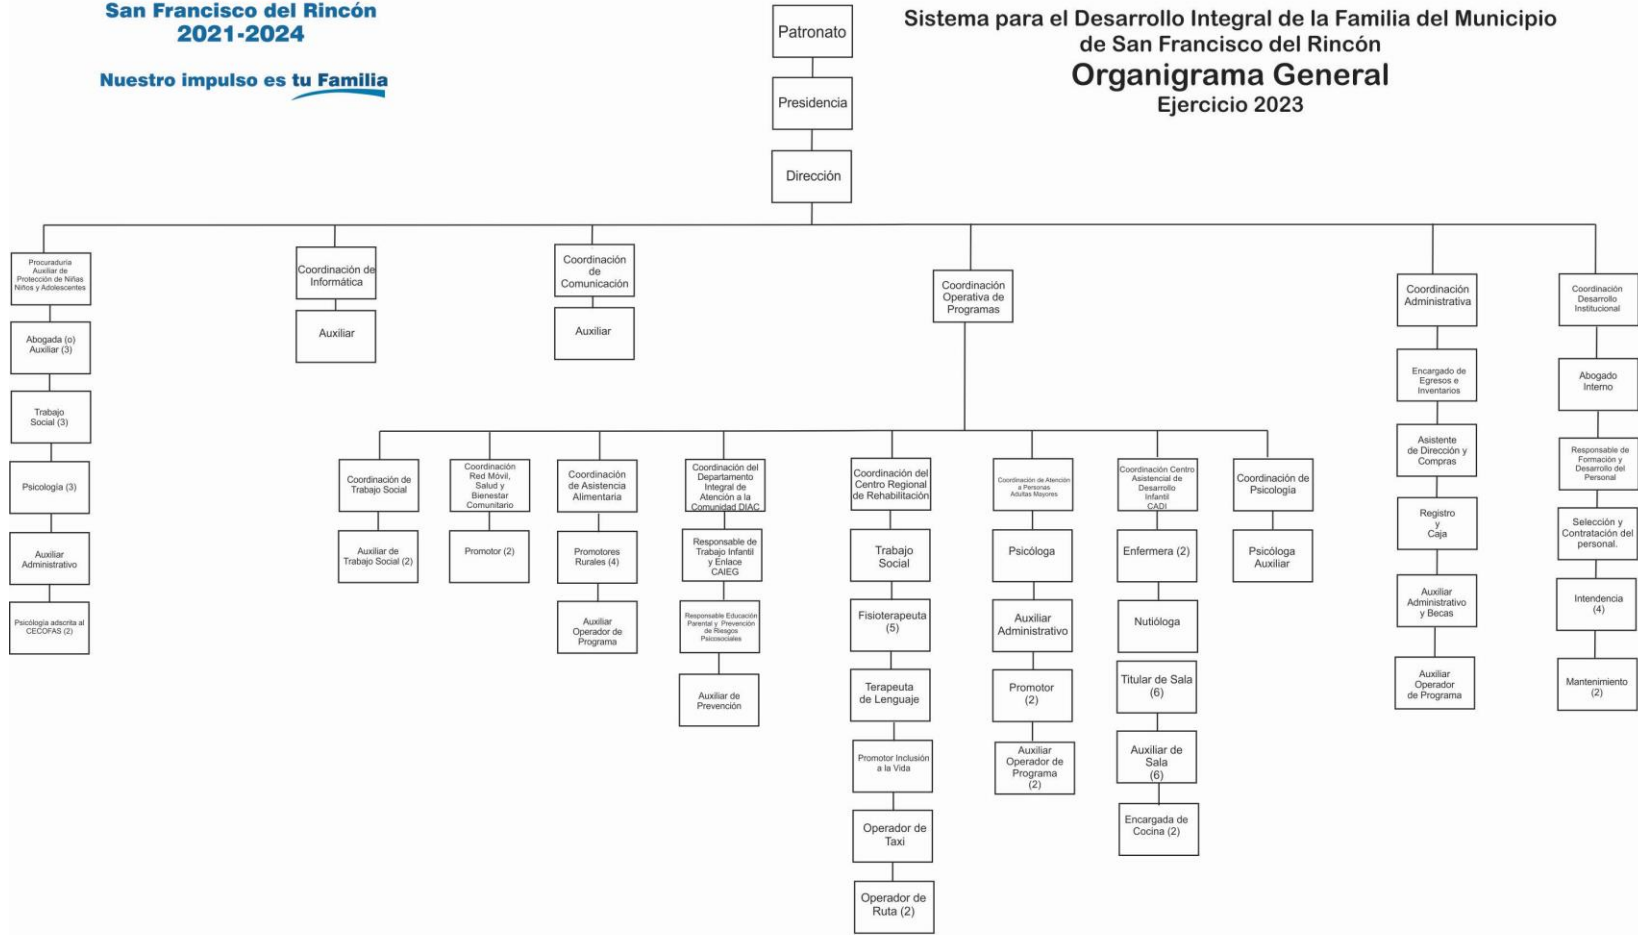 San Francisco del Rincón
2021-2024
Nuestro impulso es tu Familia
Sistema para el Desarrollo Integral de la Familia del Municipio
de San Francisco del Rincón
Organigrama General
Ejercicio 2023
Patronato
Presidencia
Dirección
Procuraduría
Auxiliar de
Protección de Niñas
Niños y Adolescentes
Abogada (o)
Auxiliar (3)
Trabajo
Social (3)
Psicología (3)
Auxiliar
Administrativo
Psicólogía adscrita al
CECOFAS (2)
Coordinación de
Informática
Auxiliar
Coordinación
de
Comunicación
Auxiliar
Coordinación
Operativa de
Programas
Coordinación de
Trabajo Social
Auxiliar de
Trabajo Social (2)
Coordinación
Red Móvil,
Salud y
Bienestar
Comunitario
Promotor (2)
Coordinación
de Asistencia
Alimentaria
Promotores
Rurales (4)
Auxiliar
Operador de
Programa
Coordinación del
Departamento
Integral de
Atención a la
Comunidad DIAC
Responsable de
Trabajo Infantil
y Enlace
CAIEG
Responsable Educación
Parental y Prevención
de Riesgos
Psicosociales
Auxiliar de
Prevención
Coordinación del
Centro Regional
de Rehabilitación
Trabajo
Social
Fisioterapeuta
(5)
Terapeuta
de Lenguaje
Promotor Inclusión
a la Vida
Operador de
Taxi
Operador de
Ruta (2)
Coordinación de Atención
a Personas
Adultas Mayores
Psicóloga
Auxiliar
Administrativo
Promotor
(2)
Auxiliar
Operador de
Programa
(2)
Coordinación Centro
Asistencial de
Desarrollo
Infantil
CADI
Enfermera (2)
Nutióloga
Titular de Sala
(6)
Auxiliar de
Sala
(6)
Encargada de
Cocina (2)
Coordinación
de Psicología
Psicóloga
Auxiliar
Coordinación
Administrativa
Encargado de
Egresos e
Inventarios
Asistente
de Dirección y
Compras
Registro
y
Caja
Auxiliar
Administrativo
y Becas
Auxiliar
Operador
de Programa
Coordinación
Desarrollo
Institucional
Abogado
Interno
Responsable de
Formación y
Desarrollo del
Personal
Selección y
Contratación del
personal.
Intendencia
(4)
Mantenimiento
(2)